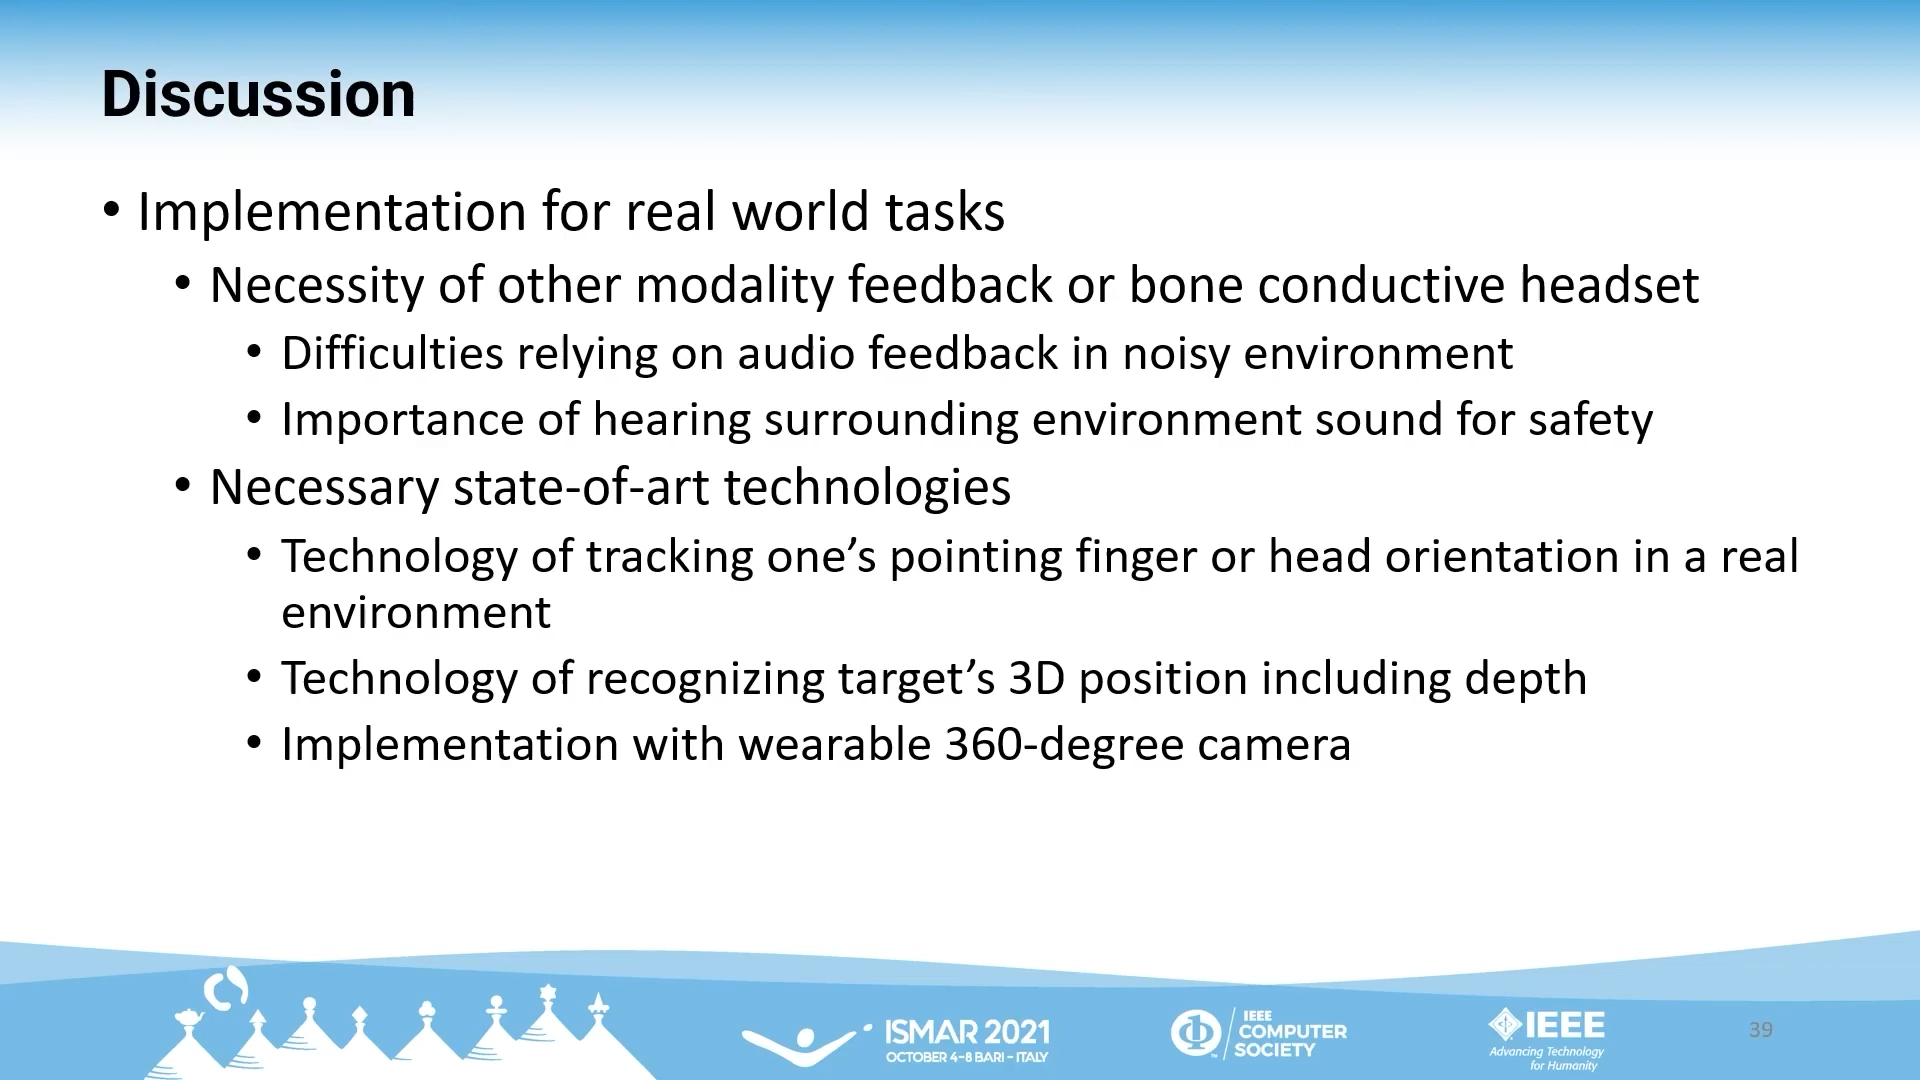 Discussion
• Implementation for real world tasks
• Necessity of other modality feedback or bone conductive headset
• Difficulties relying on audio feedback in noisy environment
• Importance of hearing surrounding environment sound for safety
• Necessary state-of-art technologies
• Technology of tracking one’s pointing finger or head orientation in a real
environment
• Technology of recognizing target’s 3D position including depth
• Implementation with wearable 360-degree camera
ISMAR 2021
OCTOBER 4-8 BARI - ITALY
IEEE
COMPUTER
SOCIETY
IEEE
Advancing Technology
for Humanity
39